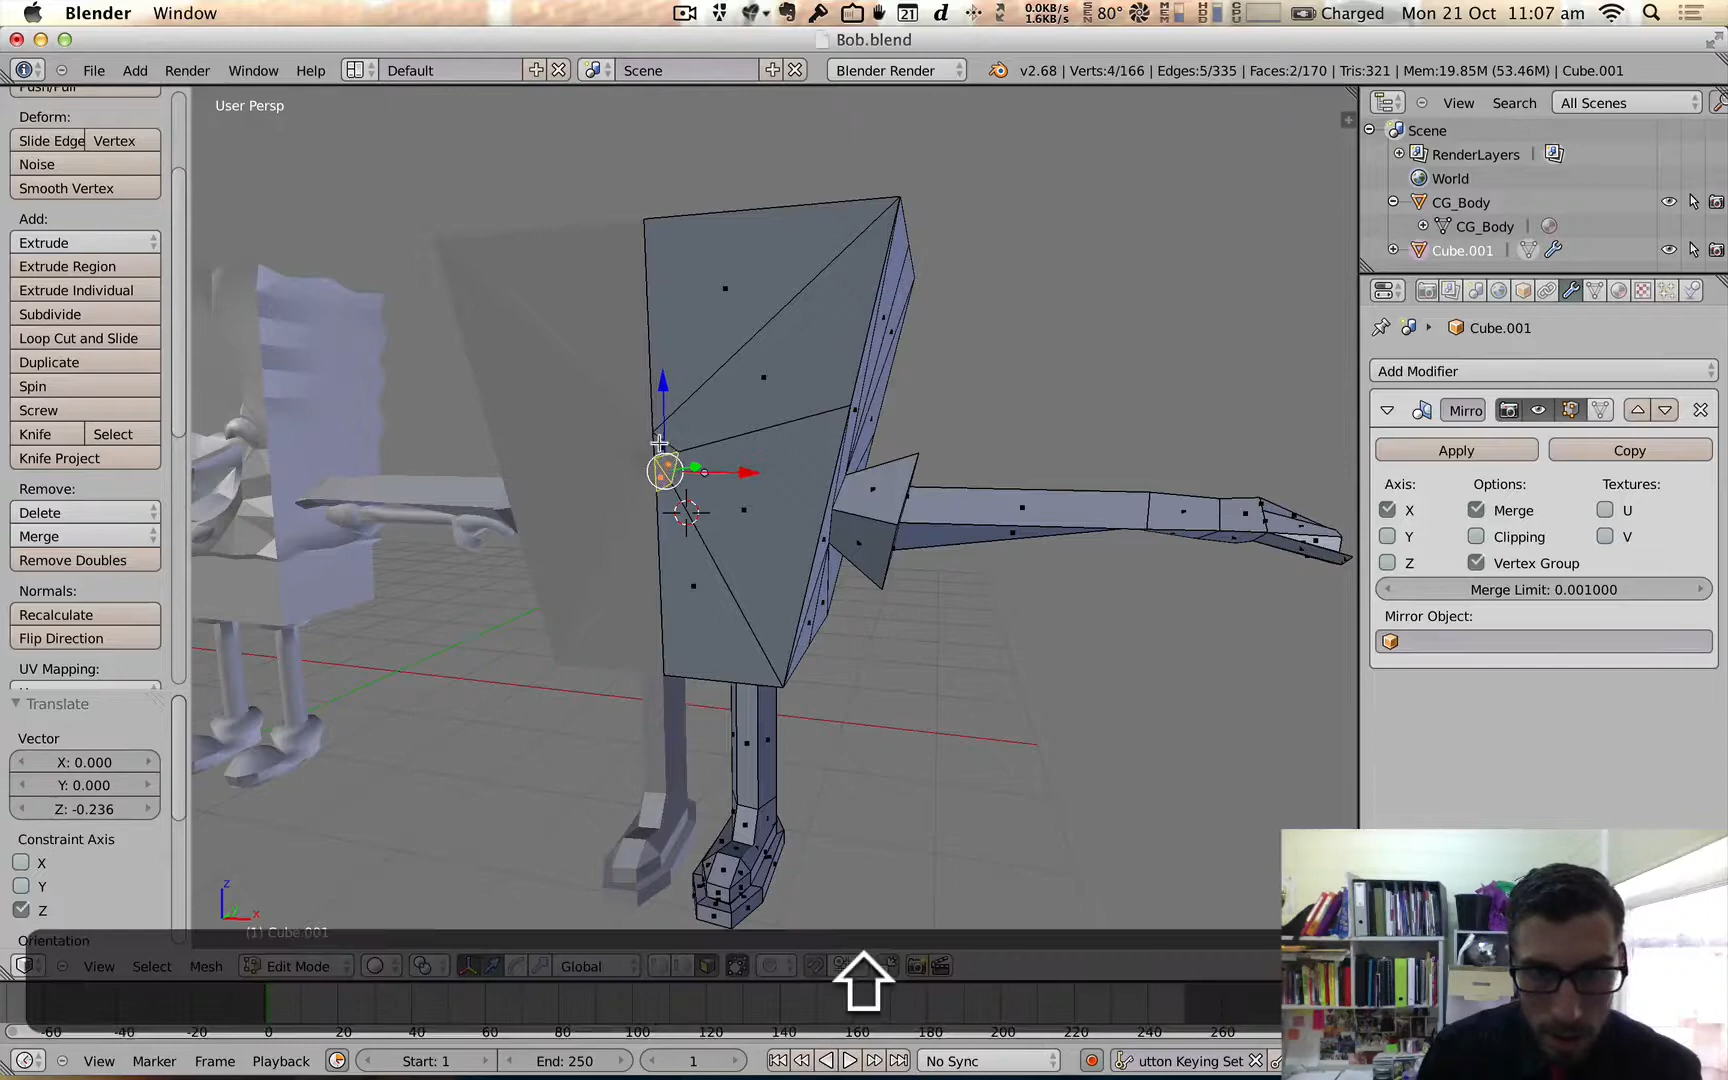 Blender Window
0.0KB/s
1.6KB/s
80°
21
Charged Mon 21 Oct 11:07 am
Bob.blend
File Add Render Window Help Default Scene Blender Render v2.68 | Verts:4/166 | Edges:5/335 | Faces:2/170 | Tris:321 | Mem:19.85M (53.46M) | Cube.001
Push/Pull
Deform:
Slide Edge Vertex
Noise
Smooth Vertex
Add:
Extrude
Extrude Region
Extrude Individual
Subdivide
Loop Cut and Slide
Duplicate
Spin
Screw
Knife Select
Knife Project
Remove:
Delete
Merge
Remove Doubles
Normals:
Recalculate
Flip Direction
UV Mapping:
Translate
Vector
X: 0.000
Y: 0.000
Z: -0.236
Constraint Axis
X
Y
Z
Orientation
User Persp
z
x
(1) Cube.001
View Search All Scenes
Scene
RenderLayers
World
CG_Body
CG_Body
Cube.001
Cube.001
Add Modifier
Mirro
Apply Copy
Axis: Options: Textures:
X Merge U
Y Clipping V
Z Vertex Group
Merge Limit: 0.001000
Mirror Object:
View Select Mesh Edit Mode Global
-60 -40 -20 0 20 40 60 80 100 120 140 160 180 200 220 260
View Marker Frame Playback Start: 1 End: 250 1 No Sync utton Keying Set